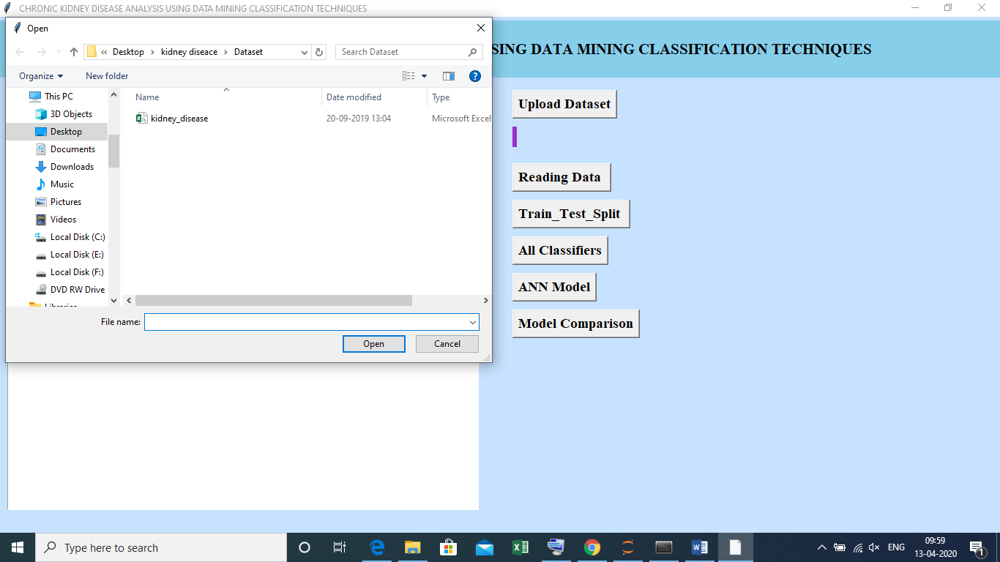 CHRONIC KIDNEY DISEASE ANALYSIS USING DATA MINING CLASSIFICATION TECHNIQUES
Open
« Desktop › kidney diseace › Dataset
Search Dataset
Organize
New folder
This PC
3D Objects
Desktop
Documents
Downloads
Music
Pictures
Videos
Local Disk (C:)
Local Disk (E:)
Local Disk (F:)
DVD RW Drive
Libraries
Name
Date modified
Type
kidney_disease
20-09-2019 13:04
Microsoft Excel
File name:
Open
Cancel
SING DATA MINING CLASSIFICATION TECHNIQUES
Upload Dataset
Reading Data
Train_Test_Split
All Classifiers
ANN Model
Model Comparison
Type here to search
ENG
09:59
13-04-2020
1